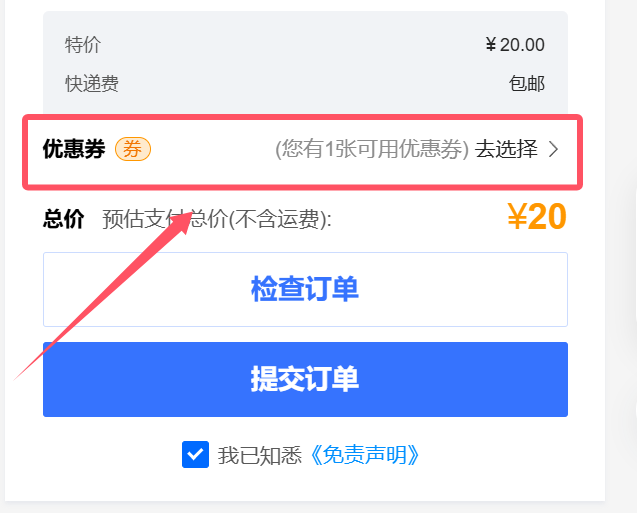 特价 ¥ 20.00
快递费 包邮
优惠券 券 (您有1张可用优惠券) 去选择
总价 预估支付总价(不含运费): ¥20
检查订单
提交订单
我已知悉《免责声明》